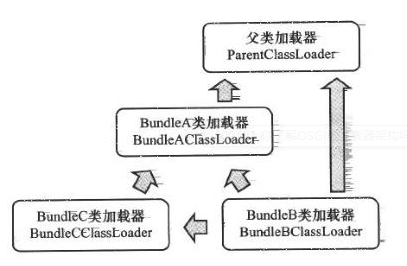 父类加载器
ParentClassLoader
BundleA类加载器
BundleAClassLoader
BundleC类加载器
BundleCClassLoader
BundleB类加载器
BundleBClassLoader